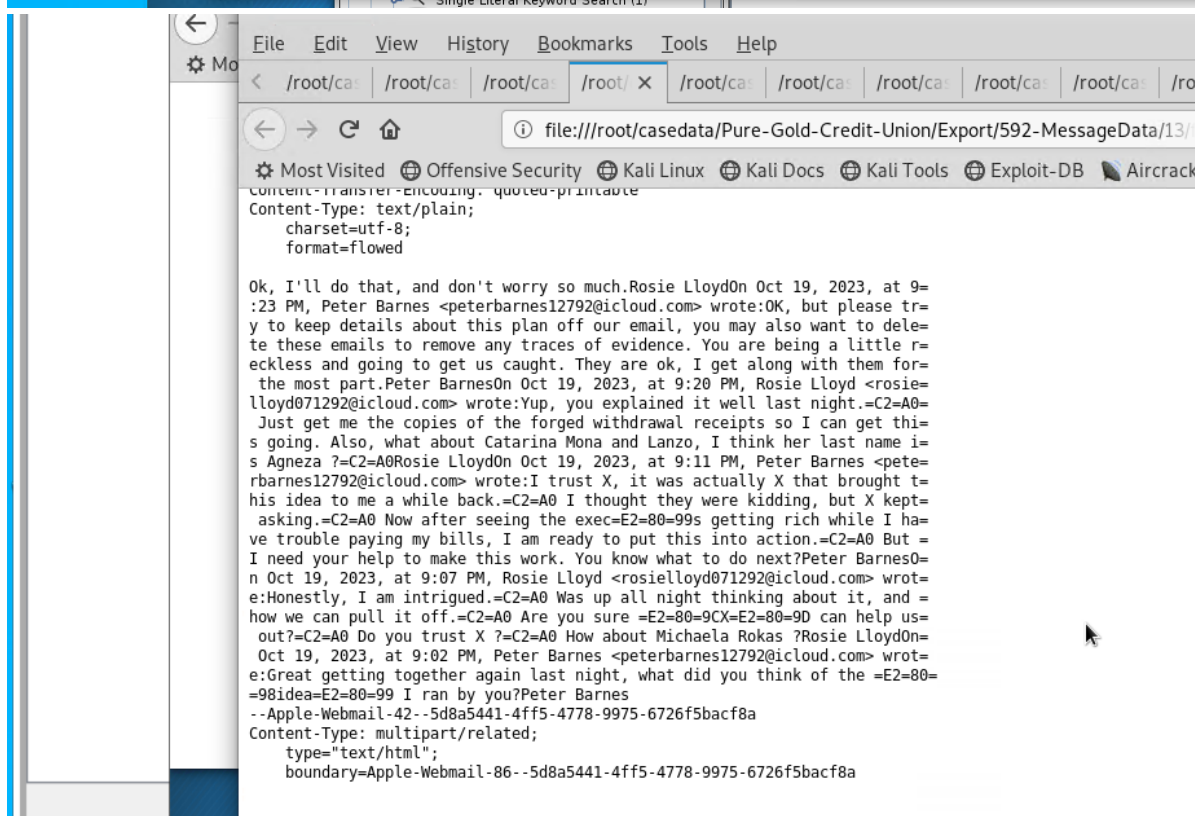 Single Literal Keyword Search (1)
Mo
File Edit View History Bookmarks Tools Help
/root/cas /root/cas /root/cas /root/ /root/cas /root/cas /root/cas /root/cas /root/cas /ro
file:///root/casedata/Pure-Gold-Credit-Union/Export/592-MessageData/13/
Most Visited Offensive Security Kali Linux Kali Docs Kali Tools Exploit-DB Aircrack
Content-Transfer-Encoding: quoted-printable
Content-Type: text/plain;
charset=utf-8;
format=flowed
Ok, I'll do that, and don't worry so much.Rosie LloydOn Oct 19, 2023, at 9=
:23 PM, Peter Barnes <peterbarnes12792@icloud.com> wrote:OK, but please tr=
y to keep details about this plan off our email, you may also want to dele=
te these emails to remove any traces of evidence. You are being a little r=
eckless and going to get us caught. They are ok, I get along with them for=
the most part.Peter BarnesOn Oct 19, 2023, at 9:20 PM, Rosie Lloyd <rosie=
lloyd071292@icloud.com> wrote:Yup, you explained it well last night.=C2=A0=
Just get me the copies of the forged withdrawal receipts so I can get thi=
s going. Also, what about Catarina Mona and Lanzo, I think her last name i=
s Agneza ?=C2=A0Rosie LloydOn Oct 19, 2023, at 9:11 PM, Peter Barnes <pete=
rbarnes12792@icloud.com> wrote:I trust X, it was actually X that brought t=
his idea to me a while back.=C2=A0 I thought they were kidding, but X kept=
asking.=C2=A0 Now after seeing the exec=E2=80=99s getting rich while I ha=
ve trouble paying my bills, I am ready to put this into action.=C2=A0 But =
I need your help to make this work. You know what to do next?Peter BarnesO=
n Oct 19, 2023, at 9:07 PM, Rosie Lloyd <rosielloyd071292@icloud.com> wrot=
e:Honestly, I am intrigued.=C2=A0 Was up all night thinking about it, and =
how we can pull it off.=C2=A0 Are you sure =E2=80=9CX=E2=80=9D can help us=
out?=C2=A0 Do you trust X ?=C2=A0 How about Michaela Rokas ?Rosie LloydOn=
Oct 19, 2023, at 9:02 PM, Peter Barnes <peterbarnes12792@icloud.com> wrot=
e:Great getting together again last night, what did you think of the =E2=80=
=98idea=E2=80=99 I ran by you?Peter Barnes
--Apple-Webmail-42--5d8a5441-4ff5-4778-9975-6726f5bacf8a
Content-Type: multipart/related;
type="text/html";
boundary=Apple-Webmail-86--5d8a5441-4ff5-4778-9975-6726f5bacf8a